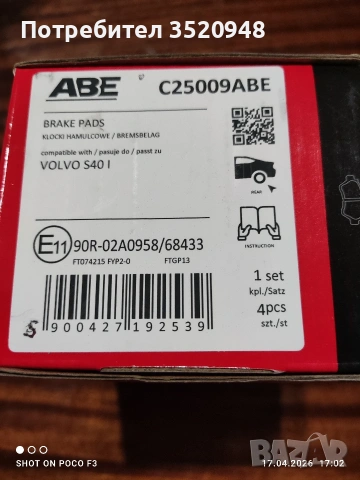 Потребител 3520948
ABE
C25009ABE
BRAKE PADS
KLOCKI HAMULCOWE / BREMSBELAG
compatible with / pasuje do / passt zu
VOLVO S40 I
REAR
INSTRUCTION
E11 90R-02A0958/68433
FT074215 FYP2-0 FTGP13
1 set
kpl./Satz
4pcs
szt./st
5 900427 192539
SHOT ON POCO F3
17.04.2026 17:02
BAZAR